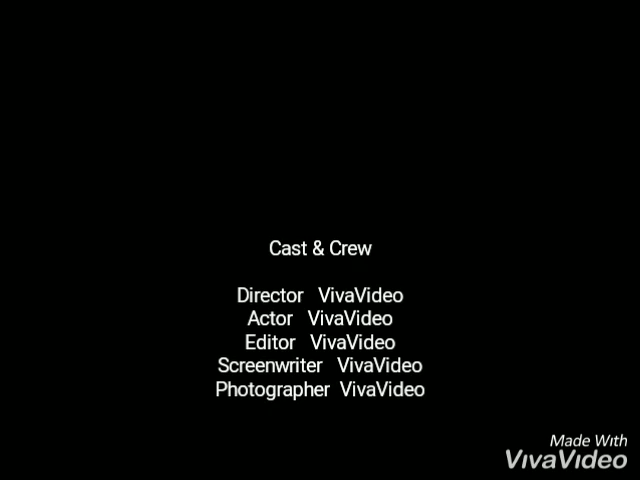 Cast & Crew
Director VivaVideo
Actor VivaVideo
Editor VivaVideo
Screenwriter VivaVideo
Photographer VivaVideo
Made With
VivaVideo